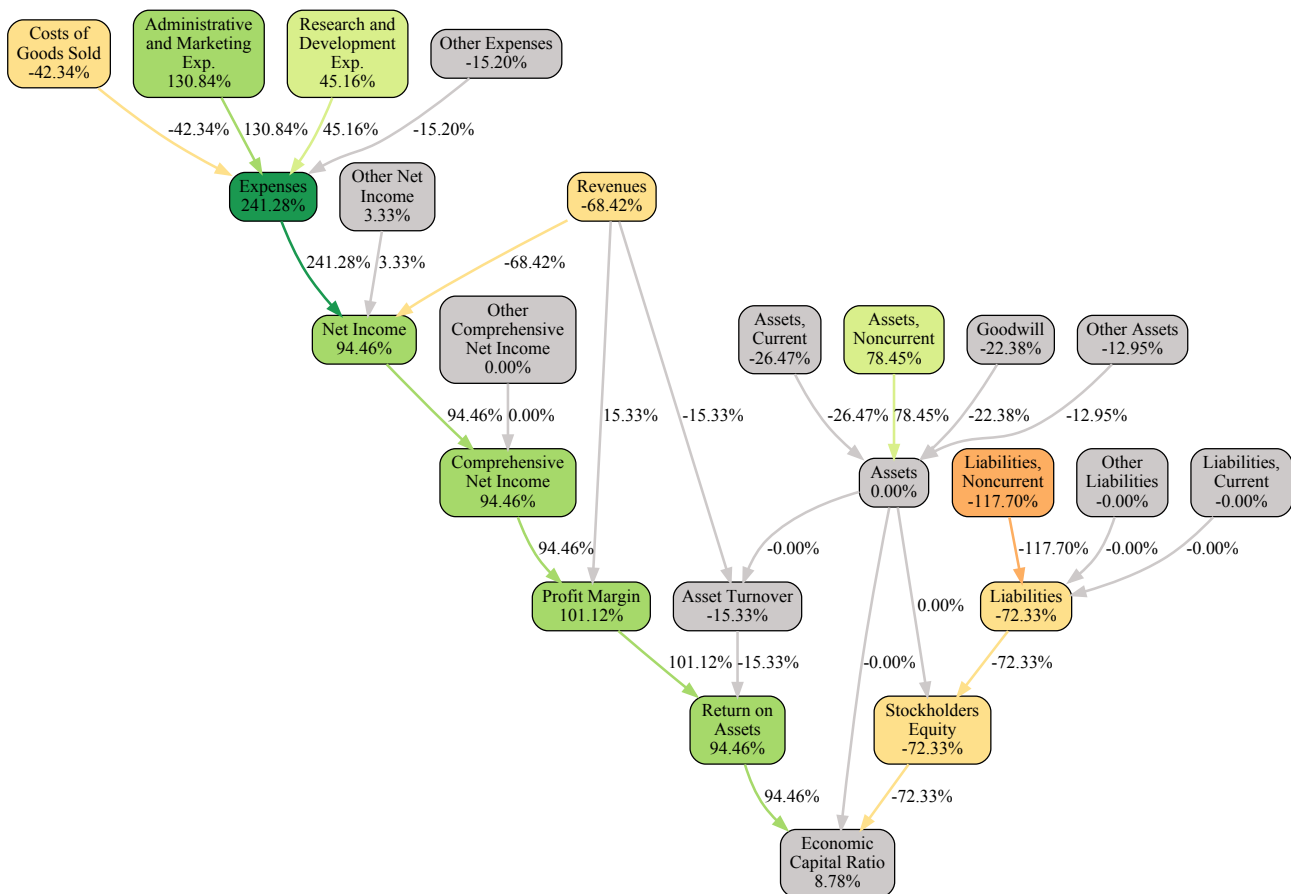 Costs of
Goods Sold
-42.34%
Administrative
and Marketing
Exp.
130.84%
Research and
Development
Exp.
45.16%
Other Expenses
-15.20%
-42.34%
130.84%
45.16%
-15.20%
Expenses
241.28%
Other Net
Income
3.33%
Revenues
-68.42%
241.28%
3.33%
-68.42%
Net Income
94.46%
Other
Comprehensive
Net Income
0.00%
Assets,
Current
-26.47%
Assets,
Noncurrent
78.45%
Goodwill
-22.38%
Other Assets
-12.95%
94.46%
0.00%
15.33%
-15.33%
-26.47%
78.45%
-22.38%
-12.95%
Comprehensive
Net Income
94.46%
Assets
0.00%
Liabilities,
Noncurrent
-117.70%
Other
Liabilities
-0.00%
Liabilities,
Current
-0.00%
94.46%
-0.00%
-117.70%
-0.00%
-0.00%
Profit Margin
101.12%
Asset Turnover
-15.33%
0.00%
Liabilities
-72.33%
101.12%
-15.33%
-0.00%
-72.33%
Return on
Assets
94.46%
Stockholders
Equity
-72.33%
94.46%
-72.33%
Economic
Capital Ratio
8.78%